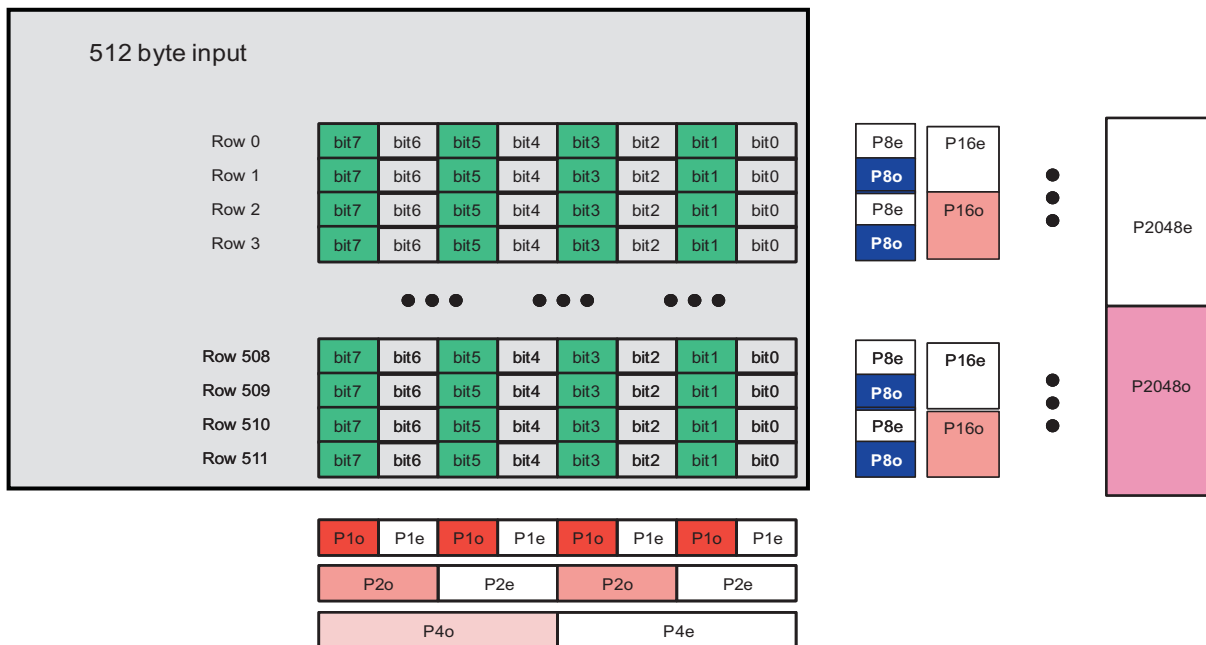 512 byte input
Row 0 bit7 bit6 bit5 bit4 bit3 bit2 bit1 bit0 P8e P16e
Row 1 bit7 bit6 bit5 bit4 bit3 bit2 bit1 bit0 P8o
Row 2 bit7 bit6 bit5 bit4 bit3 bit2 bit1 bit0 P8e P16o
P2048e
Row 3 bit7 bit6 bit5 bit4 bit3 bit2 bit1 bit0 P8o
Row 508 bit7 bit6 bit5 bit4 bit3 bit2 bit1 bit0 P8e P16e
Row 509 bit7 bit6 bit5 bit4 bit3 bit2 bit1 bit0 P8o P2048o
Row 510 bit7 bit6 bit5 bit4 bit3 bit2 bit1 bit0 P8e P16o
Row 511 bit7 bit6 bit5 bit4 bit3 bit2 bit1 bit0 P8o
P1o P1e P1o P1e P1o P1e P1o P1e
P2o P2e P2o P2e
P4o P4e